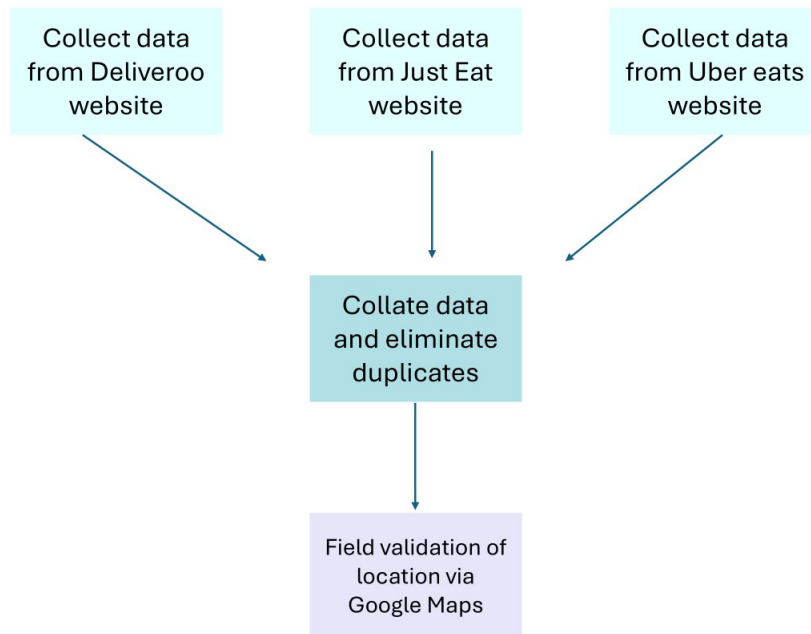 Collect data
from Deliveroo
website
Collect data
from Just Eat
website
Collect data
from Uber eats
website
Collate data
and eliminate
duplicates
Field validation of
location via
Google Maps